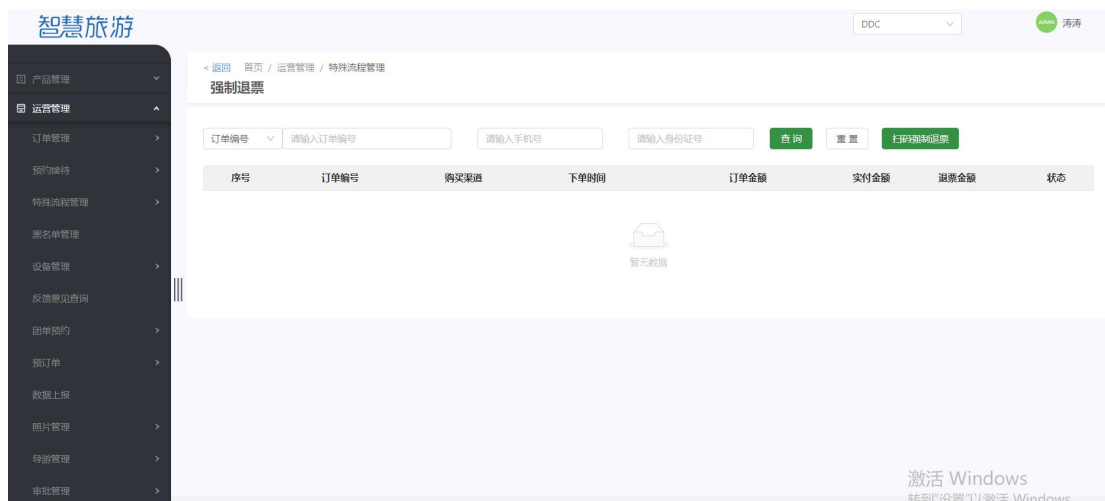 智慧旅游
DDC
ADMIN 涛涛
产品管理
运营管理
订单管理
预约接待
特殊流程管理
黑名单管理
设备管理
反馈意见查询
团单预约
预订单
数据上报
照片管理
导游管理
审批管理
< 返回 首页 / 运营管理 / 特殊流程管理
强制退票
订单编号 请输入订单编号 请输入手机号 请输入身份证号 查询 重置 扫码强制退票
序号 订单编号 购买渠道 下单时间 订单金额 实付金额 退票金额 状态
暂无数据
激活 Windows
转到"设置"以激活 Windows